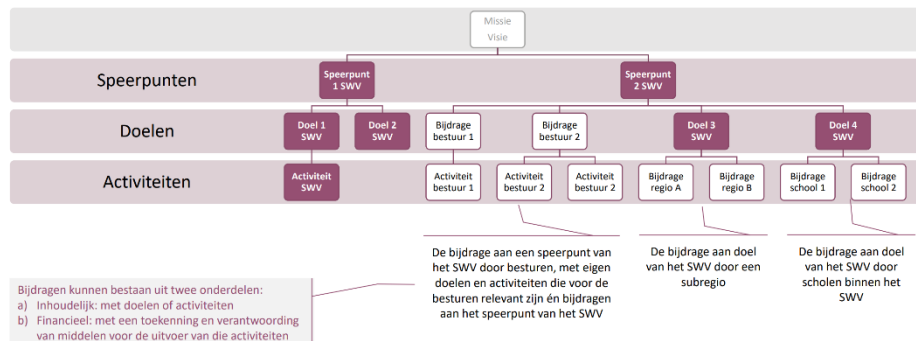 Missie
Visie
Speerpunten
Speerpunt
1 SWV
Speerpunt
2 SWV
Doelen
Doel 1
SWV
Doel 2
SWV
Bijdrage
bestuur 1
Bijdrage
bestuur 2
Doel 3
SWV
Doel 4
SWV
Activiteiten
Activiteit
SWV
Activiteit
bestuur 1
Activiteit
bestuur 2
Activiteit
bestuur 2
Bijdrage
regio A
Bijdrage
regio B
Bijdrage
school 1
Bijdrage
school 2
De bijdrage aan een speerpunt van
het SWV door besturen, met eigen
doelen en activiteiten die voor de
besturen relevant zijn én bijdragen
aan het speerpunt van het SWV
De bijdrage aan doel
van het SWV door een
subregio
De bijdrage aan doel
van het SWV door
scholen binnen het
SWV
Bijdragen kunnen bestaan uit twee onderdelen:
a) Inhoudelijk: met doelen of activiteiten
b) Financieel: met een toekenning en verantwoording
van middelen voor de uitvoer van die activiteiten